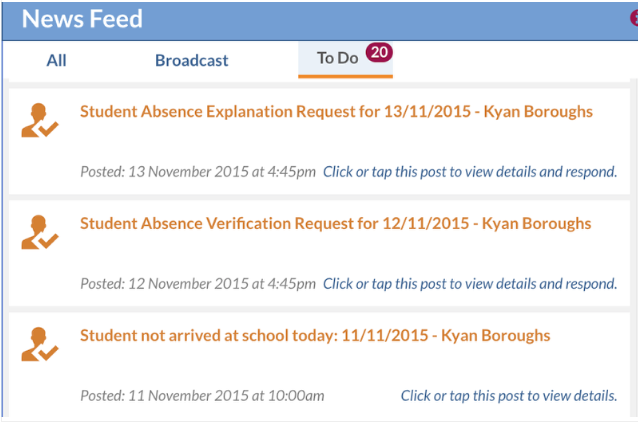 News Feed
All Broadcast To Do 20
Student Absence Explanation Request for 13/11/2015 - Kyan Boroughs
Posted: 13 November 2015 at 4:45pm Click or tap this post to view details and respond.
Student Absence Verification Request for 12/11/2015 - Kyan Boroughs
Posted: 12 November 2015 at 4:45pm Click or tap this post to view details and respond.
Student not arrived at school today: 11/11/2015 - Kyan Boroughs
Posted: 11 November 2015 at 10:00am Click or tap this post to view details.